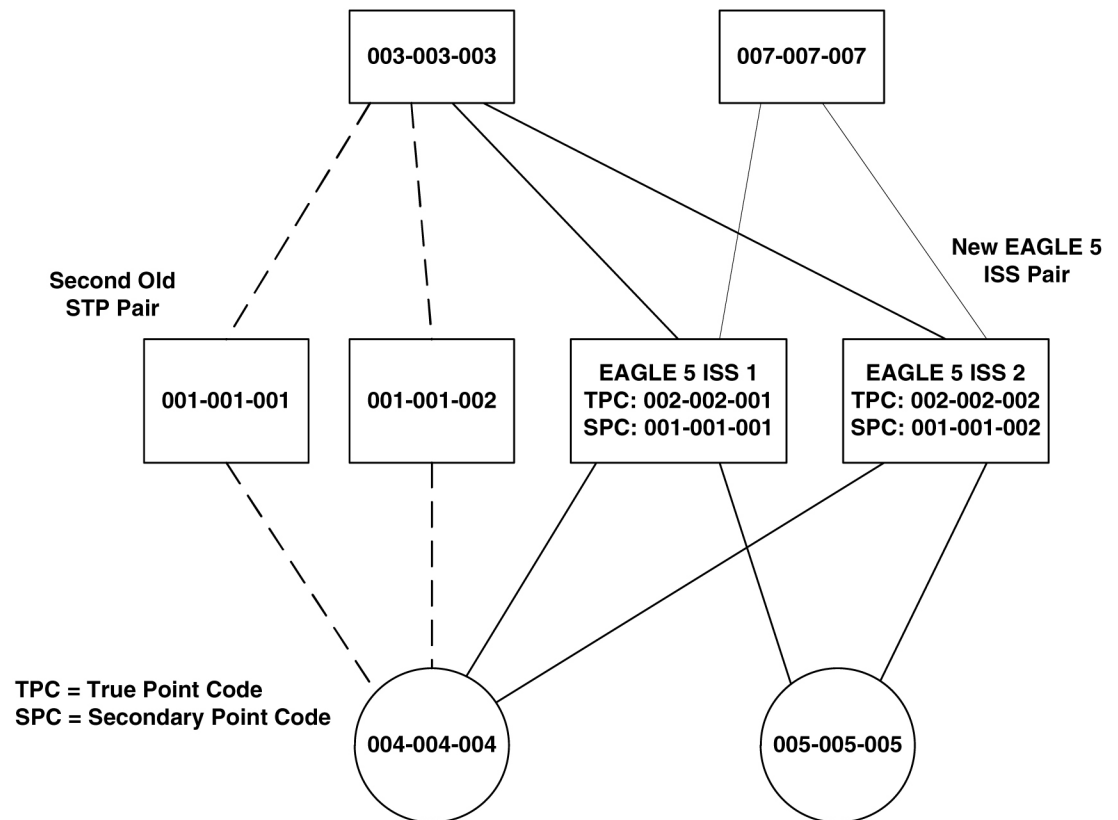 003-003-003
007-007-007
New EAGLE 5
ISS Pair
Second Old
STP Pair
001-001-001
001-001-002
EAGLE 5 ISS 1
TPC: 002-002-001
SPC: 001-001-001
EAGLE 5 ISS 2
TPC: 002-002-002
SPC: 001-001-002
TPC = True Point Code
SPC = Secondary Point Code
004-004-004
005-005-005